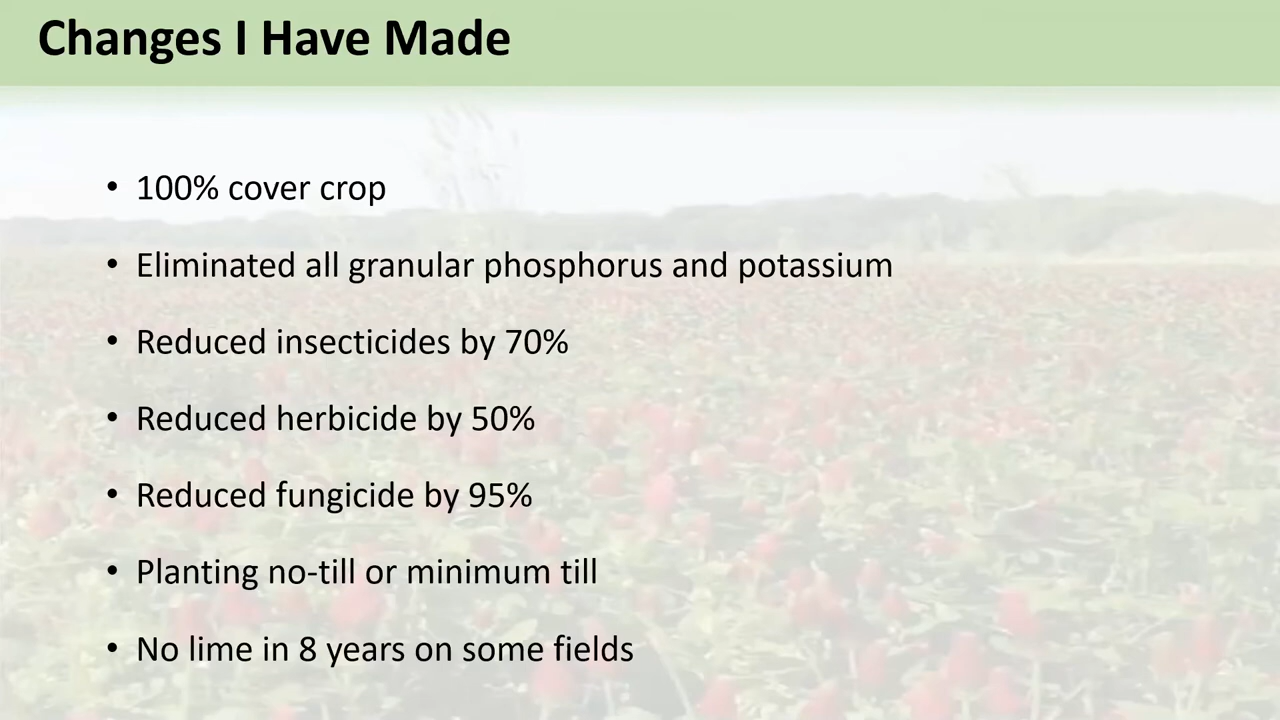 Changes I Have Made
• 100% cover crop
• Eliminated all granular phosphorus and potassium
• Reduced insecticides by 70%
• Reduced herbicide by 50%
• Reduced fungicide by 95%
• Planting no-till or minimum till
• No lime in 8 years on some fields